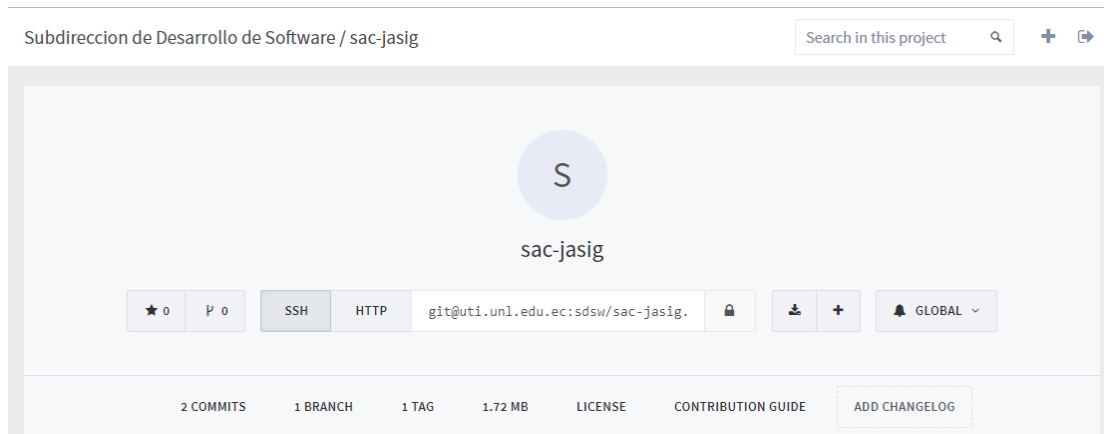 Subdireccion de Desarrollo de Software / sac-jasig Search in this project
S
sac-jasig
0 0 SSH HTTP git@uti.unl.edu.ec:sdsw/sac-jasig. GLOBAL
2 COMMITS 1 BRANCH 1 TAG 1.72 MB LICENSE CONTRIBUTION GUIDE ADD CHANGELOG